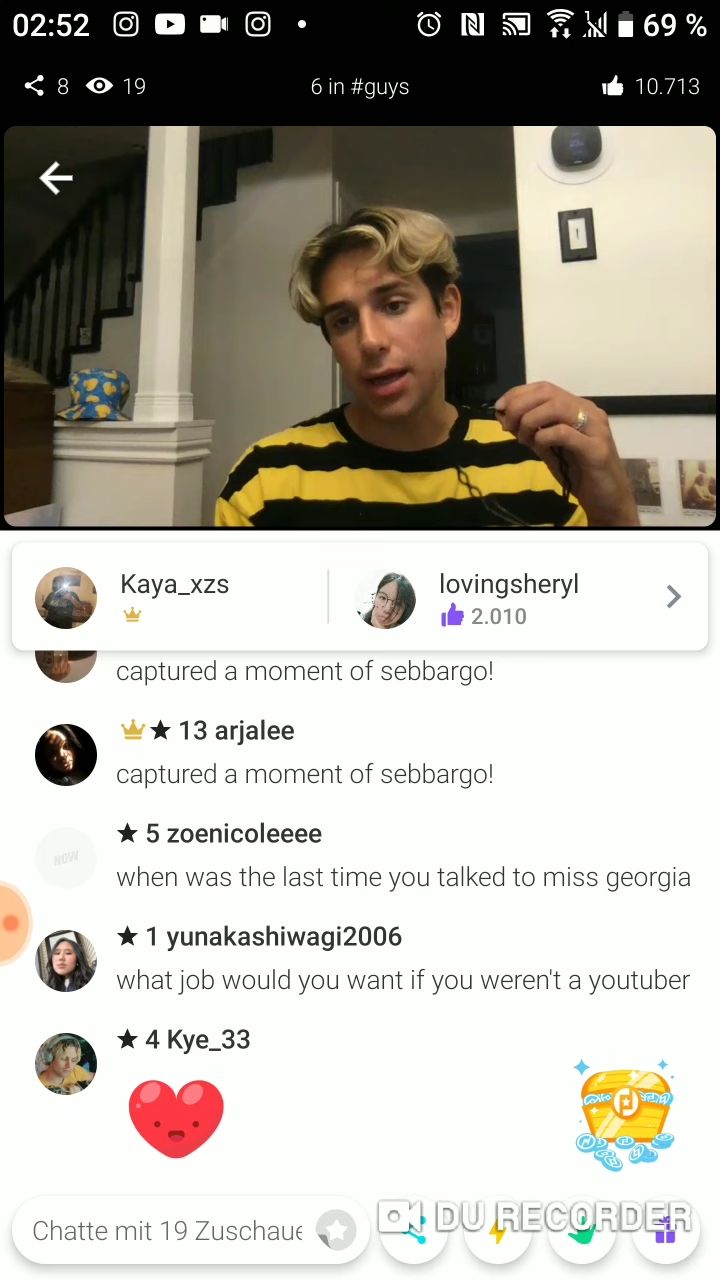 02:52
69 %
8
19
6 in #guys
10.713
Kaya_xzs
lovingsheryl
2.010
captured a moment of sebbargo!
13 arjalee
captured a moment of sebbargo!
NOW
5 zoenicoleeee
when was the last time you talked to miss georgia
1 yunakashiwagi2006
what job would you want if you weren't a youtuber
4 Kye_33
Chatte mit 19 Zuschaue
DU RECORDER